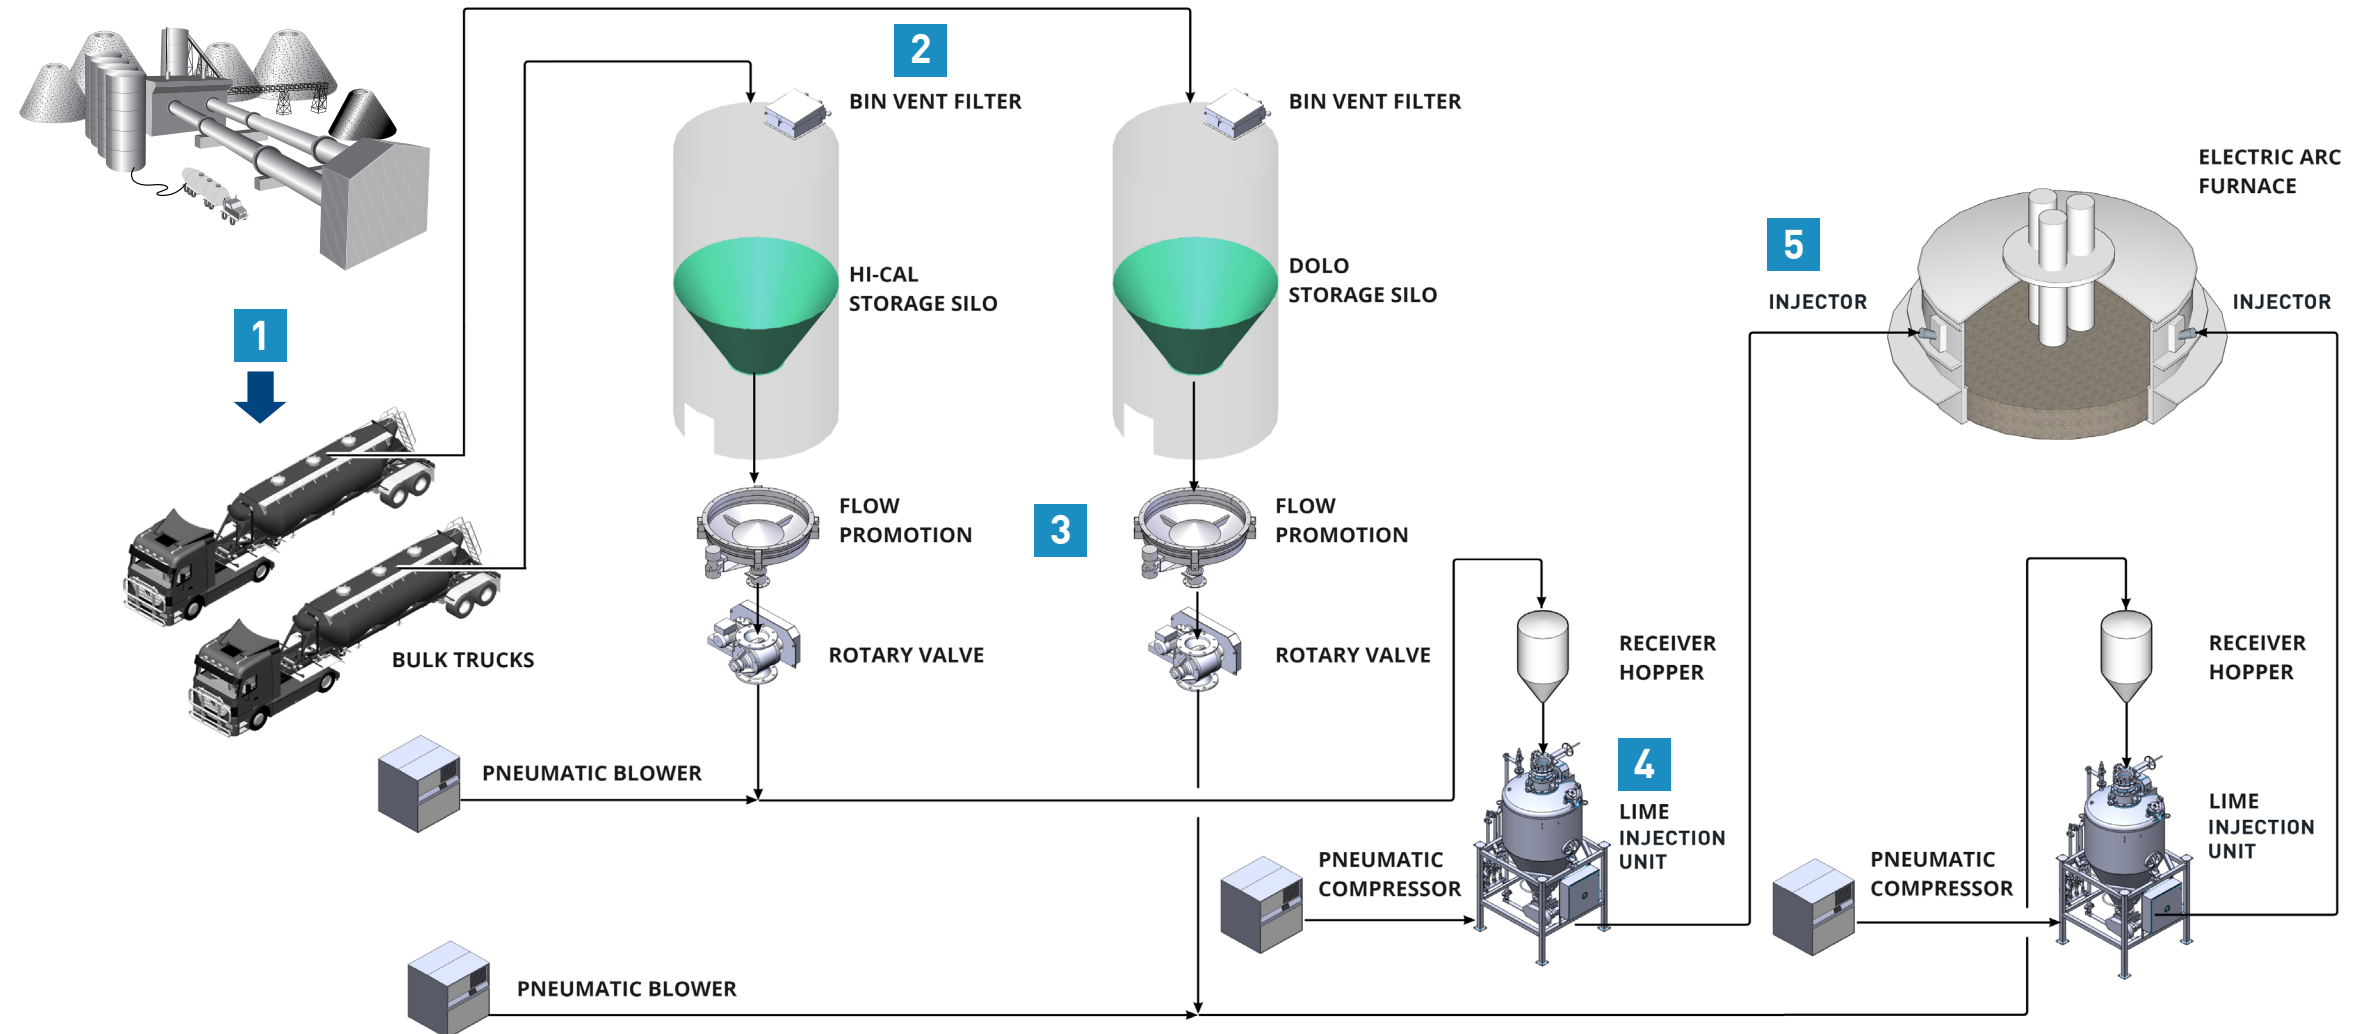 2
BIN VENT FILTER
BIN VENT FILTER
ELECTRIC ARC
FURNACE
5
INJECTOR
INJECTOR
HI-CAL
STORAGE SILO
DOLO
STORAGE SILO
1
FLOW
PROMOTION
3
FLOW
PROMOTION
BULK TRUCKS
ROTARY VALVE
ROTARY VALVE
RECEIVER
HOPPER
RECEIVER
HOPPER
PNEUMATIC BLOWER
4
LIME
INJECTION
UNIT
LIME
INJECTION
UNIT
PNEUMATIC
COMPRESSOR
PNEUMATIC
COMPRESSOR
PNEUMATIC BLOWER